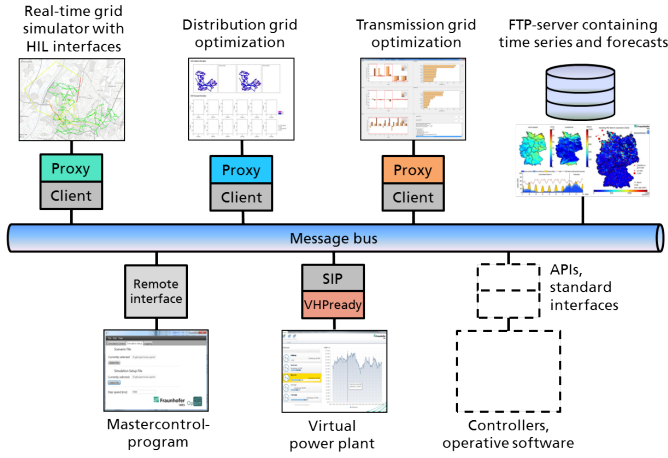 Real-time grid
simulator with
HIL interfaces
Distribution grid
optimization
Transmission grid
optimization
FTP-server containing
time series and forecasts
Proxy
Client
Proxy
Client
Proxy
Client
Message bus
Remote
interface
SIP
VHPready
APIs,
standard
interfaces
Fraunhofer
Mastercontrol-
program
Virtual
power plant
Controllers,
operative software